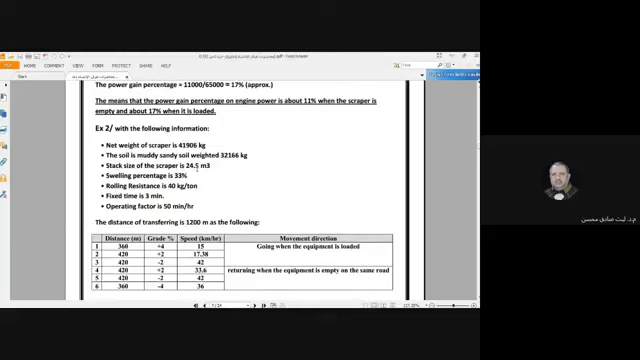 FILE HOME COMMENT VIEW FORM PROTECT SHARE HELP
Start
The power gain percentage = 11000/65000 = 17% (approx.)
The means that the power gain percentage on engine power is about 11% when the scraper is
empty and about 17% when it is loaded.
Ex 2/ with the following information:
• Net weight of scraper is 41906 kg
• The soil is muddy sandy soil weighted 32166 kg
• Stack size of the scraper is 24.5 m3
• Swelling percentage is 33%
• Rolling Resistance is 40 kg/ton
• Fixed time is 3 min.
• Operating factor is 50 min/hr
The distance of transferring is 1200 m as the following:
Distance (m) Grade % Speed (km/hr) Movement direction
1 360 +4 15 Going when the equipment is loaded
2 420 +2 17.38
3 420 -2 42
4 420 +2 33.6 returning when the equipment is empty on the same road
5 420 -2 42
6 360 -4 36
م.د. ليث صادق محسن